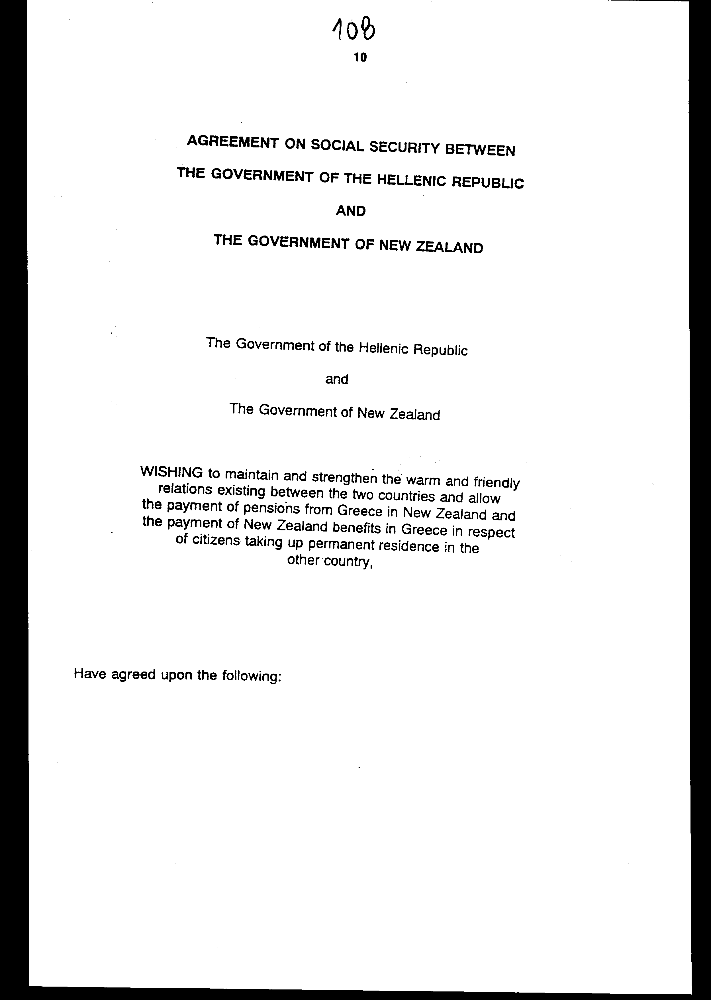 108
10
AGREEMENT ON SOCIAL SECURITY BETWEEN
THE GOVERNMENT OF THE HELLENIC REPUBLIC
AND
THE GOVERNMENT OF NEW ZEALAND
The Government of the Hellenic Republic
and
The Government of New Zealand
WISHING to maintain and strengthen the warm and friendly
relations existing between the two countries and allow
the payment of pensions from Greece in New Zealand and
the payment of New Zealand benefits in Greece in respect
of citizens taking up permanent residence in the
other country,
Have agreed upon the following: